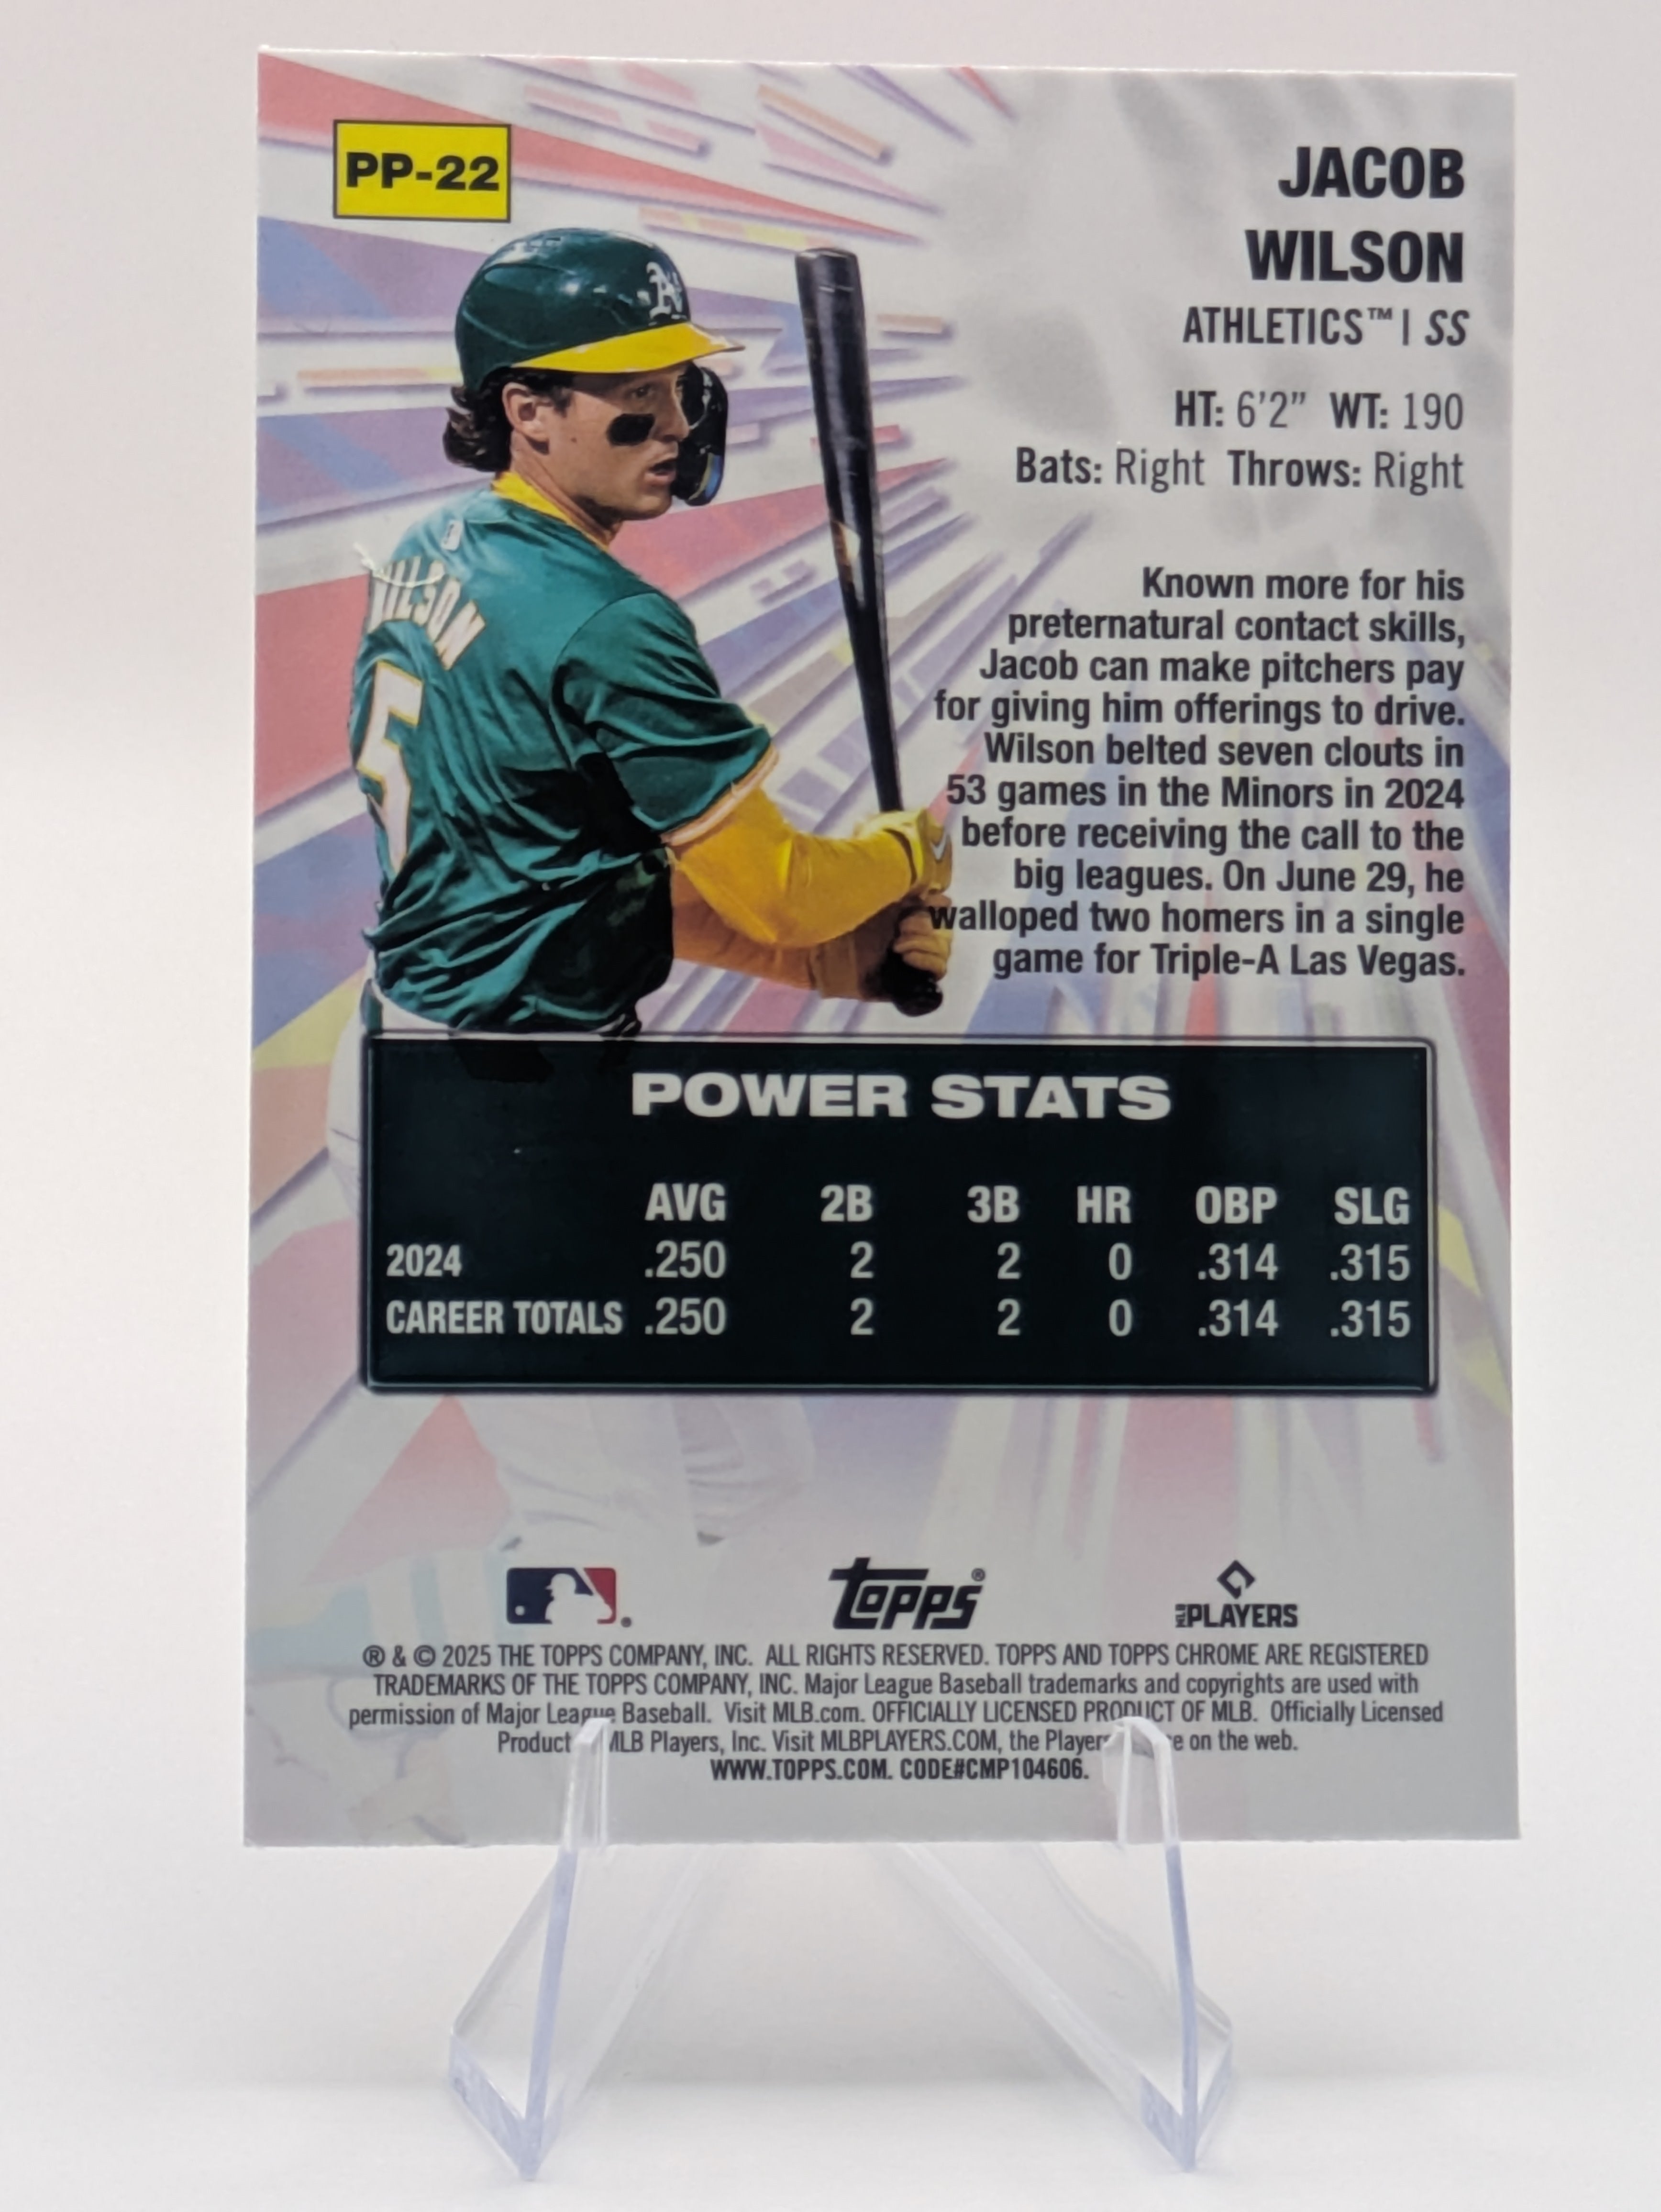 PP-22
JACOB
WILSON
ATHLETICS™ | SS
HT: 6'2" WT: 190
Bats: Right Throws: Right
WILSON
5
Known more for his
preternatural contact skills,
Jacob can make pitchers pay
for giving him offerings to drive.
Wilson belted seven clouts in
53 games in the Minors in 2024
before receiving the call to the
big leagues. On June 29, he
walloped two homers in a single
game for Triple-A Las Vegas.
POWER STATS
AVG 2B 3B HR OBP SLG
2024 .250 2 2 0 .314 .315
CAREER TOTALS .250 2 2 0 .314 .315
topps®
MLB PLAYERS
® & © 2025 THE TOPPS COMPANY, INC. ALL RIGHTS RESERVED. TOPPS AND TOPPS CHROME ARE REGISTERED
TRADEMARKS OF THE TOPPS COMPANY, INC. Major League Baseball trademarks and copyrights are used with
permission of Major League Baseball. Visit MLB.com. OFFICIALLY LICENSED PRODUCT OF MLB. Officially Licensed
Product MLB Players, Inc. Visit MLBPLAYERS.COM, the Players on the web.
WWW.TOPPS.COM. CODE#CMP104606.